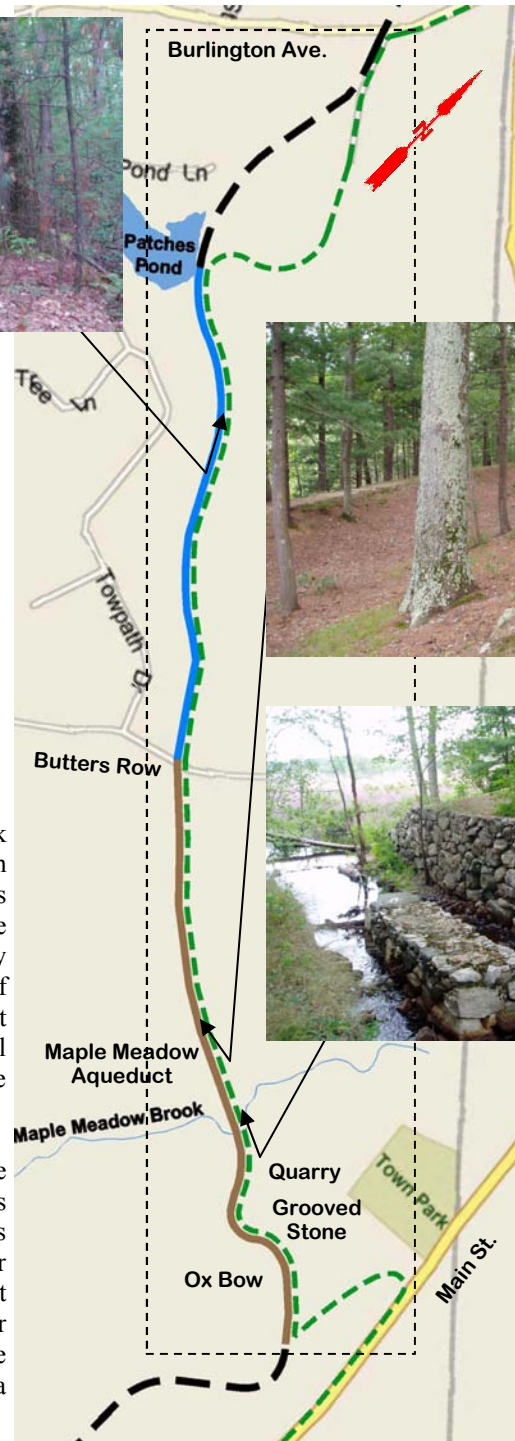 St
Burlington Ave.
Pond Ln
Patches
Pond
N
Tee Ln
Towpath D
Butters Row
k
n
s
e
y
f
t
l
e
Maple Meadow
Aqueduct
Maple Meadow Brook
Quarry
Town Park
Grooved
Stone
Main St.
Ox Bow
e
s
s
r
t
r
e
a